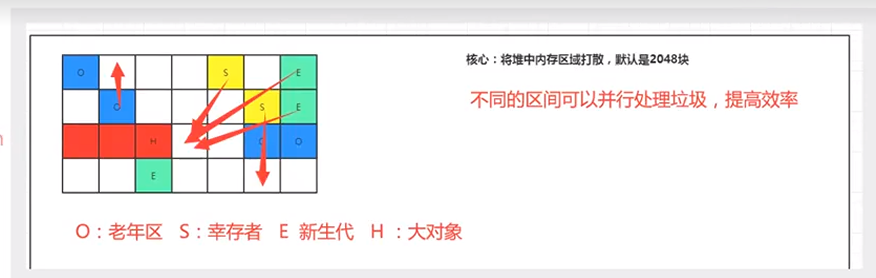 O S E
核心：将堆中内存区域打散，默认是2048块
O S E
不同的区间可以并行处理垃圾，提高效率
H O O
E
O：老年区 S：幸存者 E 新生代 H ：大对象